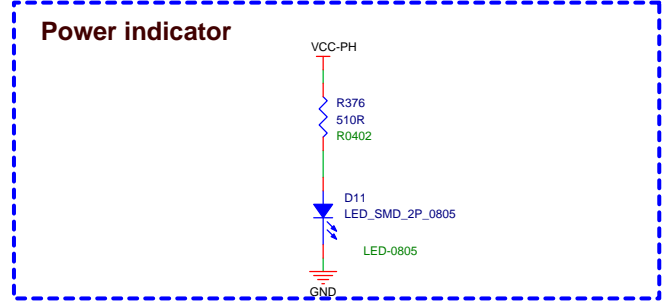 Power indicator
VCC-PH
R376
510R
R0402
D11
LED_SMD_2P_0805
LED-0805
GND